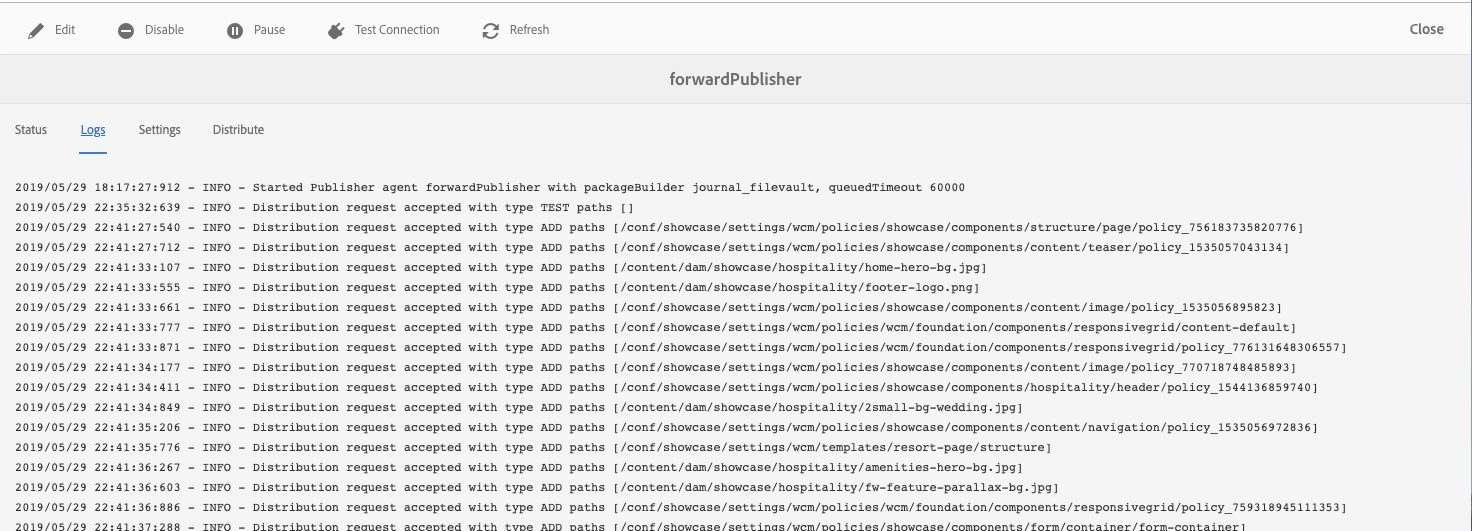 Edit Disable Pause Test Connection Refresh Close
forwardPublisher
Status Logs Settings Distribute
2019/05/29 18:17:27:912 - INFO - Started Publisher agent forwardPublisher with packageBuilder journal_filevault, queuedTimeout 60000
2019/05/29 22:35:32:639 - INFO - Distribution request accepted with type TEST paths []
2019/05/29 22:41:27:540 - INFO - Distribution request accepted with type ADD paths [/conf/showcase/settings/wcm/policies/showcase/components/structure/page/policy_756183735820776]
2019/05/29 22:41:27:712 - INFO - Distribution request accepted with type ADD paths [/conf/showcase/settings/wcm/policies/showcase/components/content/teaser/policy_1535057043134]
2019/05/29 22:41:33:107 - INFO - Distribution request accepted with type ADD paths [/content/dam/showcase/hospitality/home-hero-bg.jpg]
2019/05/29 22:41:33:555 - INFO - Distribution request accepted with type ADD paths [/content/dam/showcase/hospitality/footer-logo.png]
2019/05/29 22:41:33:661 - INFO - Distribution request accepted with type ADD paths [/conf/showcase/settings/wcm/policies/showcase/components/content/image/policy_1535056895823]
2019/05/29 22:41:33:777 - INFO - Distribution request accepted with type ADD paths [/conf/showcase/settings/wcm/policies/wcm/foundation/components/responsivegrid/content-default]
2019/05/29 22:41:33:871 - INFO - Distribution request accepted with type ADD paths [/conf/showcase/settings/wcm/policies/wcm/foundation/components/responsivegrid/policy_776131648306557]
2019/05/29 22:41:34:177 - INFO - Distribution request accepted with type ADD paths [/conf/showcase/settings/wcm/policies/showcase/components/content/image/policy_770718748485893]
2019/05/29 22:41:34:411 - INFO - Distribution request accepted with type ADD paths [/conf/showcase/settings/wcm/policies/showcase/components/hospitality/header/policy_1544136859740]
2019/05/29 22:41:34:849 - INFO - Distribution request accepted with type ADD paths [/content/dam/showcase/hospitality/2small-bg-wedding.jpg]
2019/05/29 22:41:35:206 - INFO - Distribution request accepted with type ADD paths [/conf/showcase/settings/wcm/policies/showcase/components/content/navigation/policy_1535056972836]
2019/05/29 22:41:35:776 - INFO - Distribution request accepted with type ADD paths [/conf/showcase/settings/wcm/templates/resort-page/structure]
2019/05/29 22:41:36:267 - INFO - Distribution request accepted with type ADD paths [/content/dam/showcase/hospitality/amenities-hero-bg.jpg]
2019/05/29 22:41:36:603 - INFO - Distribution request accepted with type ADD paths [/content/dam/showcase/hospitality/fw-feature-parallax-bg.jpg]
2019/05/29 22:41:36:886 - INFO - Distribution request accepted with type ADD paths [/conf/showcase/settings/wcm/policies/wcm/foundation/components/responsivegrid/policy_759318945111353]
2019/05/29 22:41:37:288 - INFO - Distribution request accepted with type ADD paths [/conf/showcase/settings/wcm/policies/showcase/components/form/container/form-container]